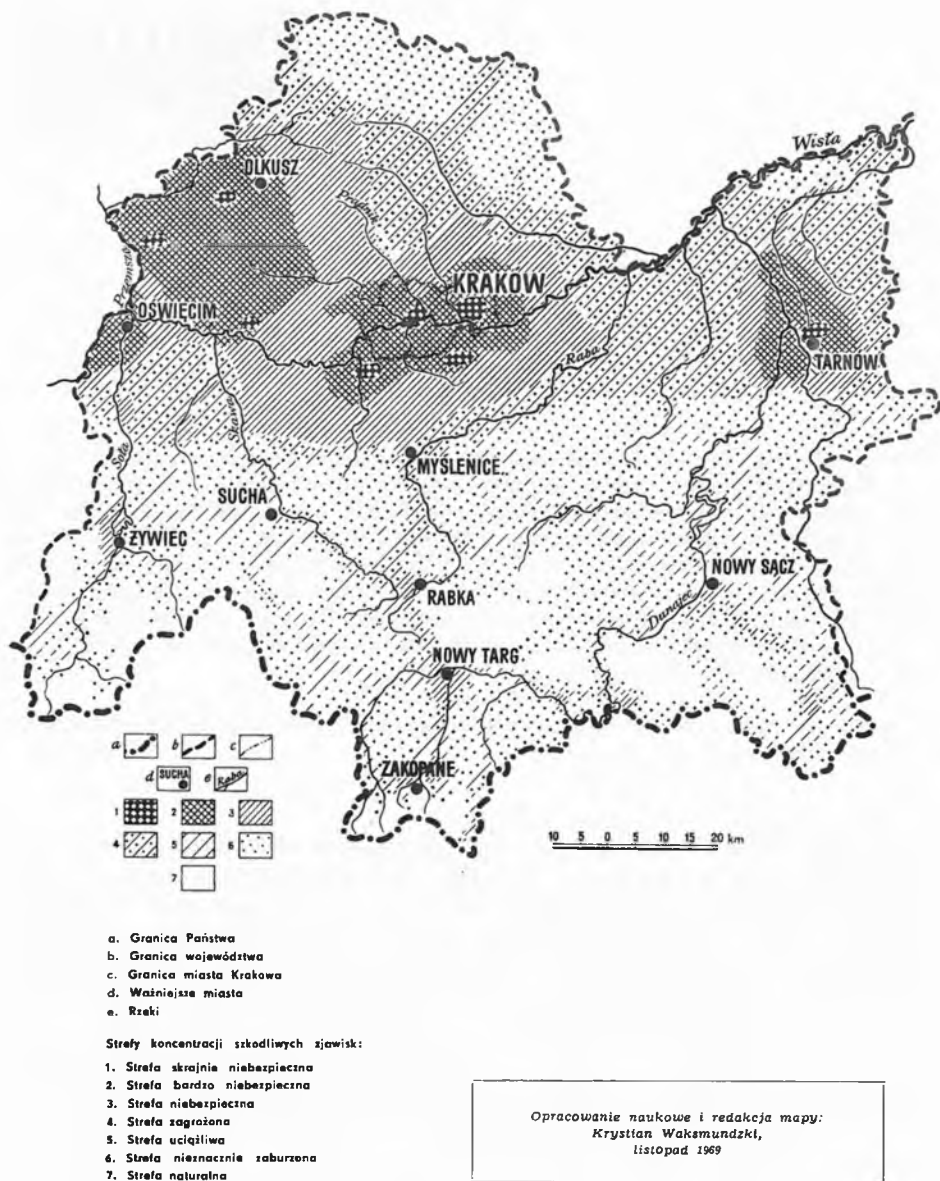 Wisła
OLKUSZ
KRAKÓW
Przemsza
OŚWIĘCIM
Raba
TARNÓW
Skawa
Soła
MYŚLENICE
SUCHA
ŻYWIEC
NOWY SĄCZ
RABKA
Dunajec
NOWY TARG
ZAKOPANE
a b c
d SUCHA e Raba
1 2 3
4 5 6
7
10 5 0 5 10 15 20 km
a. Granica Państwa
b. Granica województwa
c. Granica miasta Krakowa
d. Ważniejsze miasta
e. Rzeki
Strefy koncentracji szkodliwych zjawisk:
1. Strefa skrajnie niebezpieczna
2. Strefa bardzo niebezpieczna
3. Strefa niebezpieczna
4. Strefa zagrożona
5. Strefa uciążliwa
6. Strefa nieznacznie zaburzona
7. Strefa naturalna
Opracowanie naukowe i redakcja mapy:
Krystian Waksmundzki,
listopad 1969